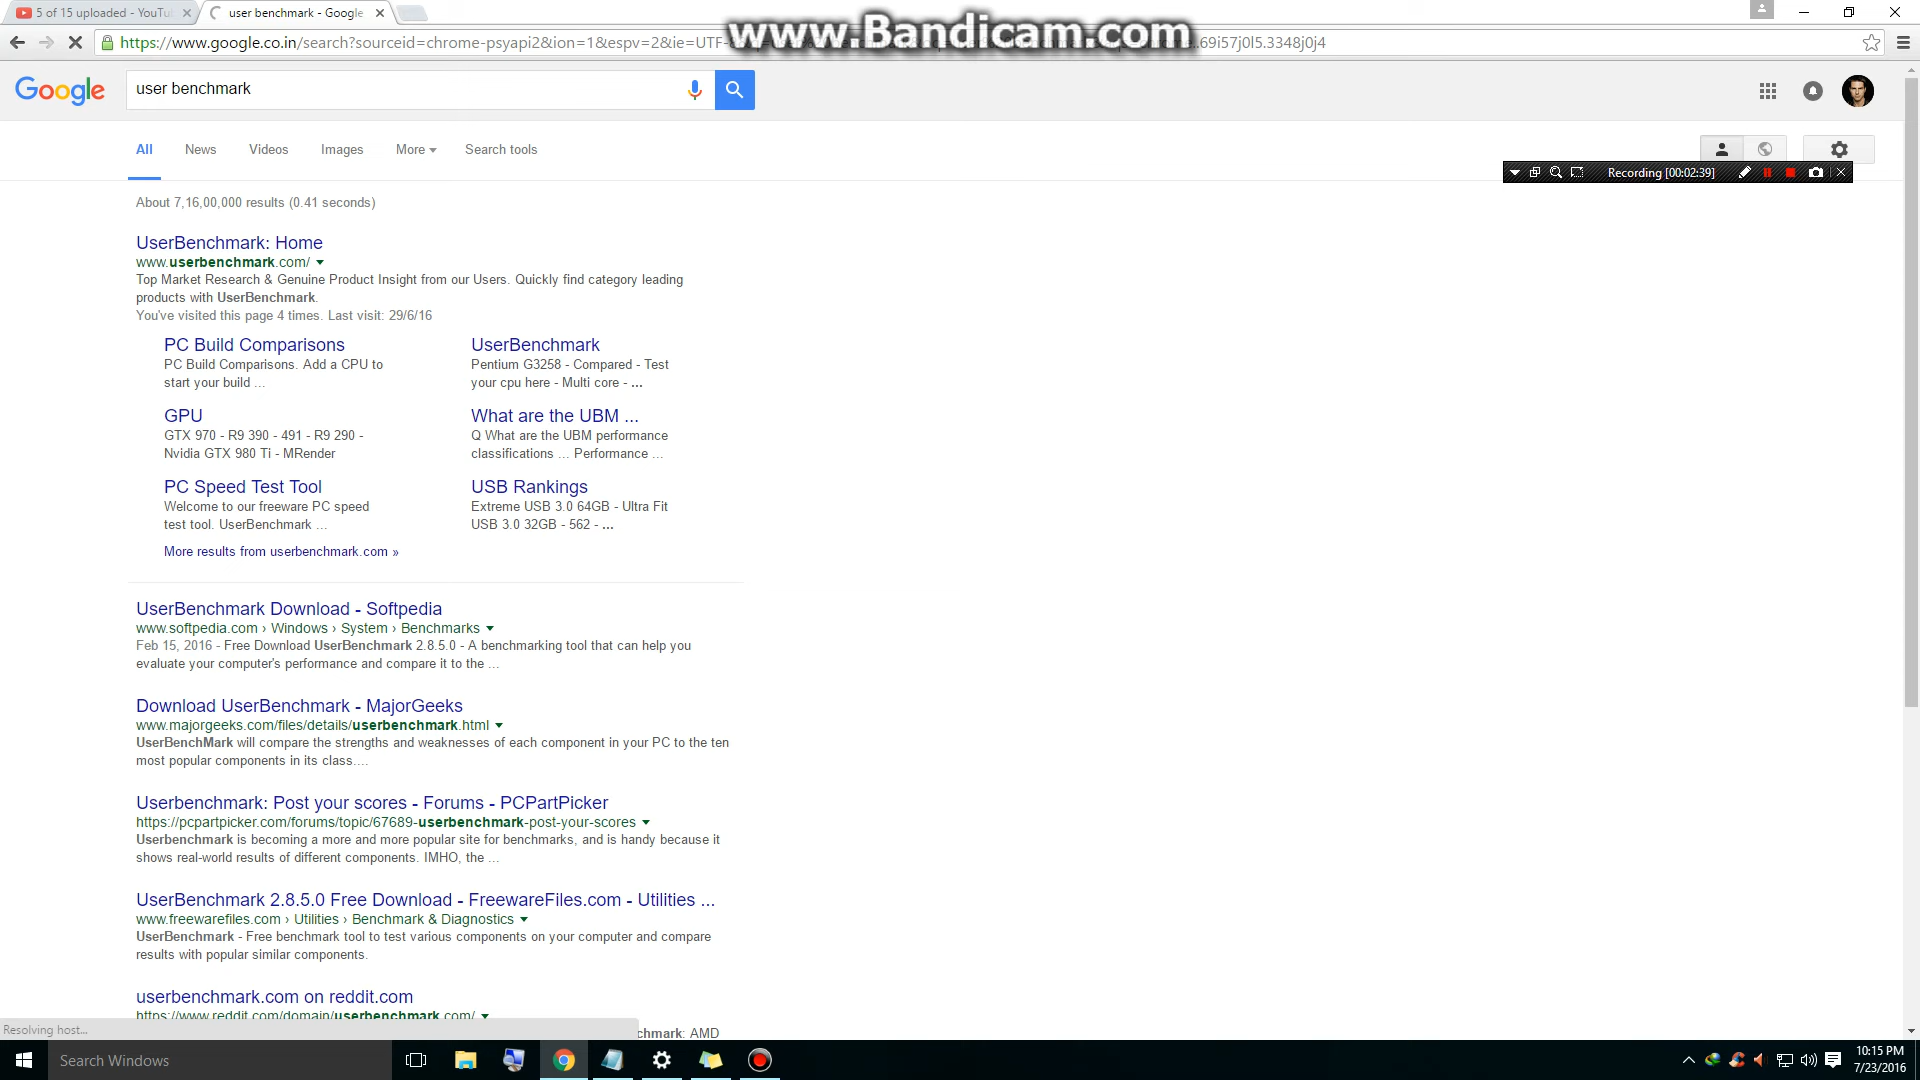 5 of 15 uploaded - YouTu
user benchmark - Google
www.Bandicam.com
https://www.google.co.in/search?sourceid=chrome-psyapi2&ion=1&espv=2&ie=UTF-
69i57j0l5.3348j0j4
Google
user benchmark
All
News
Videos
Images
More
Search tools
Recording [00:02:39]
About 7,16,00,000 results (0.41 seconds)
UserBenchmark: Home
www.userbenchmark.com/
Top Market Research & Genuine Product Insight from our Users. Quickly find category leading
products with UserBenchmark.
You've visited this page 4 times. Last visit: 29/6/16
PC Build Comparisons
PC Build Comparisons. Add a CPU to
start your build ...
UserBenchmark
Pentium G3258 - Compared - Test
your cpu here - Multi core - ...
GPU
GTX 970 - R9 390 - 491 - R9 290 -
Nvidia GTX 980 Ti - MRender
What are the UBM ...
Q What are the UBM performance
classifications ... Performance ...
PC Speed Test Tool
Welcome to our freeware PC speed
test tool. UserBenchmark ...
USB Rankings
Extreme USB 3.0 64GB - Ultra Fit
USB 3.0 32GB - 562 - ...
More results from userbenchmark.com »
UserBenchmark Download - Softpedia
www.softpedia.com › Windows › System › Benchmarks
Feb 15, 2016 - Free Download UserBenchmark 2.8.5.0 - A benchmarking tool that can help you
evaluate your computer's performance and compare it to the ...
Download UserBenchmark - MajorGeeks
www.majorgeeks.com/files/details/userbenchmark.html
UserBenchMark will compare the strengths and weaknesses of each component in your PC to the ten
most popular components in its class....
Userbenchmark: Post your scores - Forums - PCPartPicker
https://pcpartpicker.com/forums/topic/67689-userbenchmark-post-your-scores
Userbenchmark is becoming a more and more popular site for benchmarks, and is handy because it
shows real-world results of different components. IMHO, the ...
UserBenchmark 2.8.5.0 Free Download - FreewareFiles.com - Utilities ...
www.freewarefiles.com › Utilities › Benchmark & Diagnostics
UserBenchmark - Free benchmark tool to test various components on your computer and compare
results with popular similar components.
userbenchmark.com on reddit.com
https://www.reddit.com/domain/userbenchmark.com/
Resolving host...
chmark: AMD
Search Windows
10:15 PM
7/23/2016